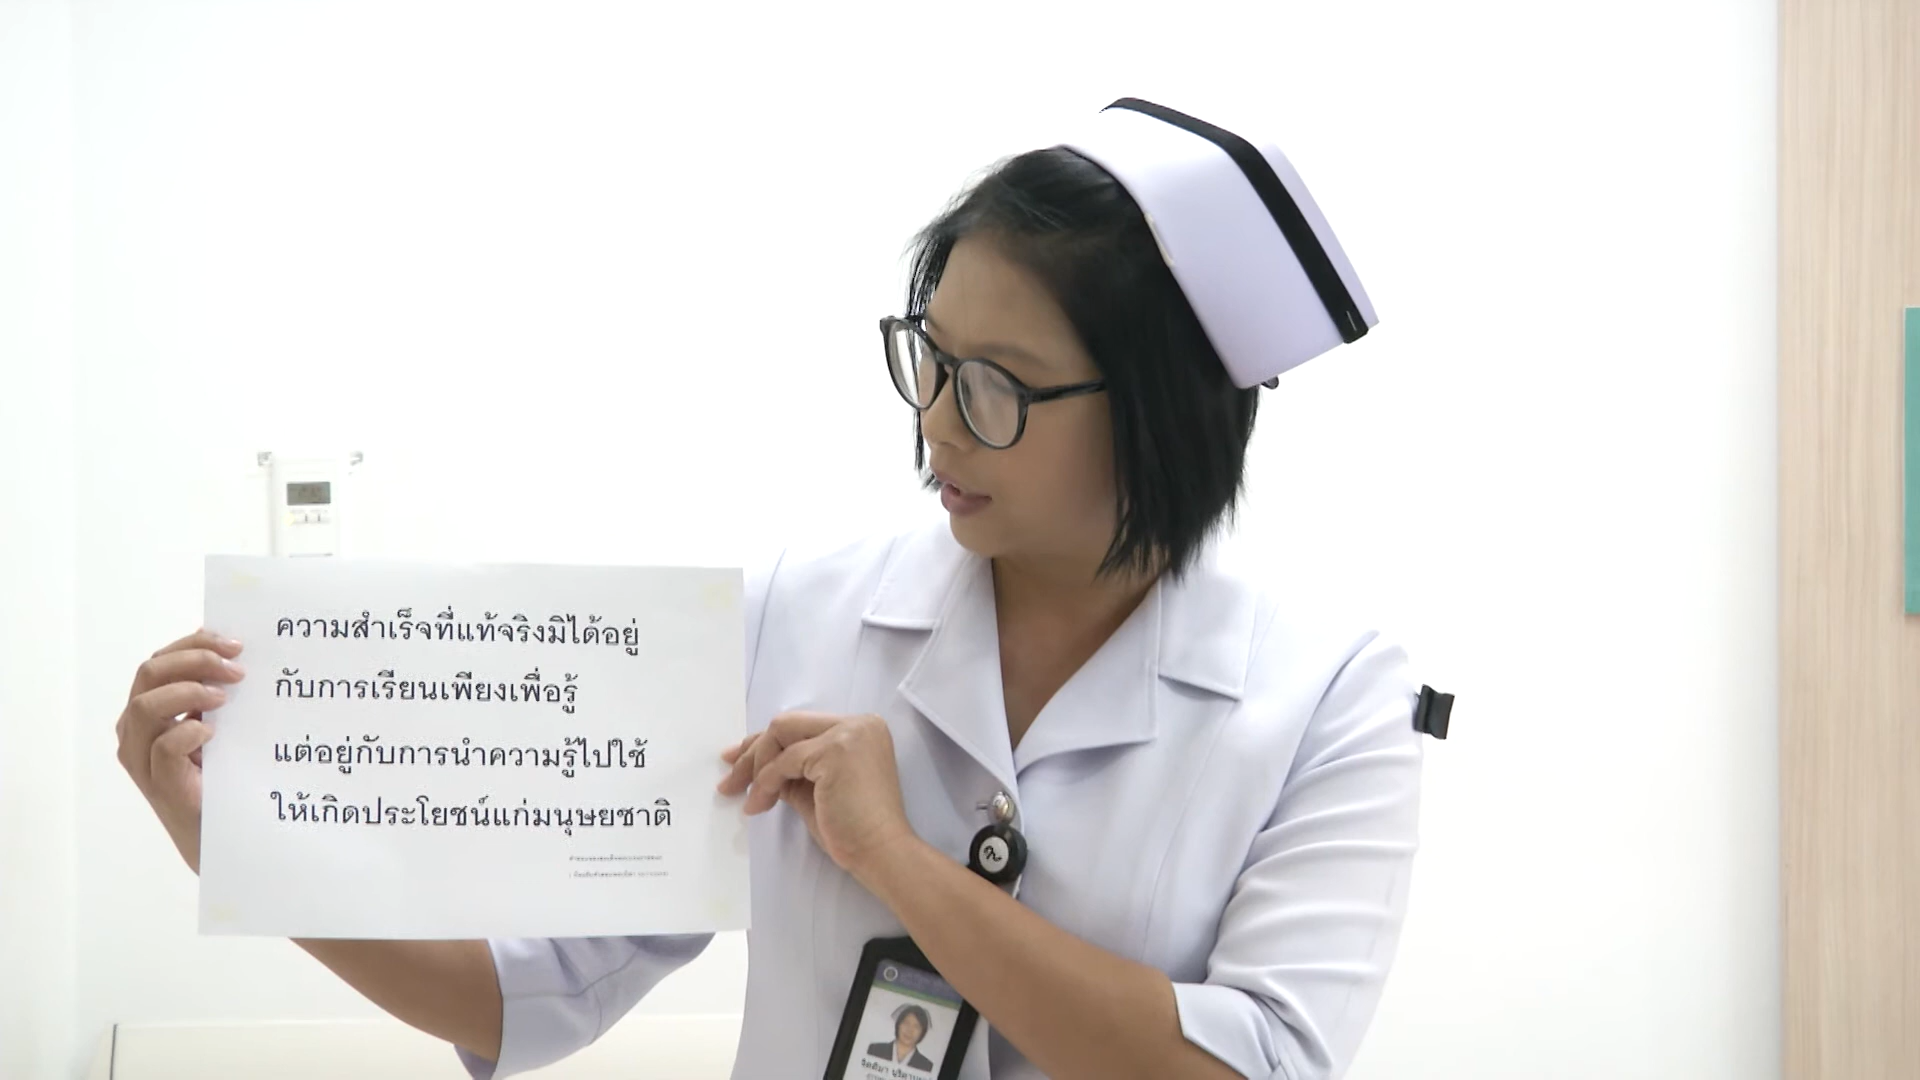 ความสำเร็จที่แท้จริงมิได้อยู่
กับการเรียนเพียงเพื่อรู้
แต่อยู่กับการนำความรู้ไปใช้
ให้เกิดประโยชน์แก่มนุษยชาติ